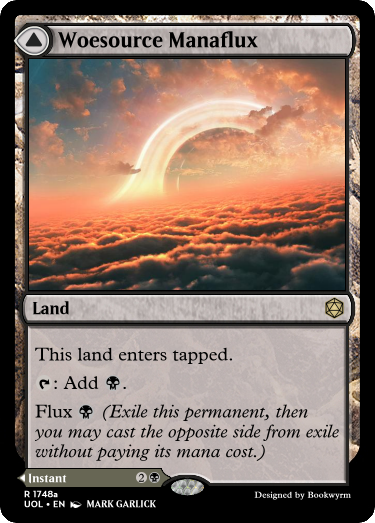 Woesource Manaflux
Land
This land enters tapped.
: Add .
Flux (Exile this permanent, then
you may cast the opposite side from exile
without paying its mana cost.)
Instant 2
R 1748a
UOL • EN MARK GARLICK
Designed by Bookwyrm